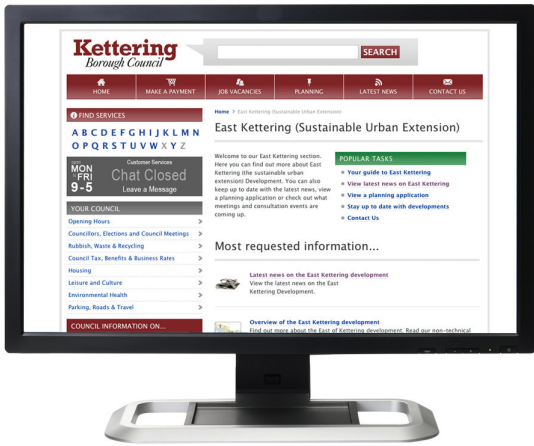 Kettering
Borough Council
SEARCH
HOME
MAKE A PAYMENT
JOB VACANCIES
PLANNING
LATEST NEWS
CONTACT US
FIND SERVICES
A B C D E F G H I J K L M N
O P Q R S T U V W X Y Z
MON
FRI
9-5
Customer Services
Chat Closed
Leave a Message
YOUR COUNCIL
Opening Hours
Councillors, Elections and Council Meetings
Rubbish, Waste & Recycling
Council Tax, Benefits & Business Rates
Housing
Leisure and Culture
Environmental Health
Parking, Roads & Travel
COUNCIL INFORMATION ON...
Home > East Kettering (Sustainable Urban Extension)
East Kettering (Sustainable Urban Extension)
Welcome to our East Kettering section.
Here you can find out more about East
Kettering (the sustainable urban
extension) Development. You can also
keep up to date with the latest news, view
a planning application or check out what
meetings and consultation events are
coming up.
POPULAR TASKS
Your guide to East Kettering
View latest news on East Kettering
View a planning application
Stay up to date with developments
Contact Us
Most requested information...
Latest news on the East Kettering development
View the latest news on the East
Kettering Development.
Overview of the East Kettering development
Find out more about the East of Kettering development. Read our non-technical